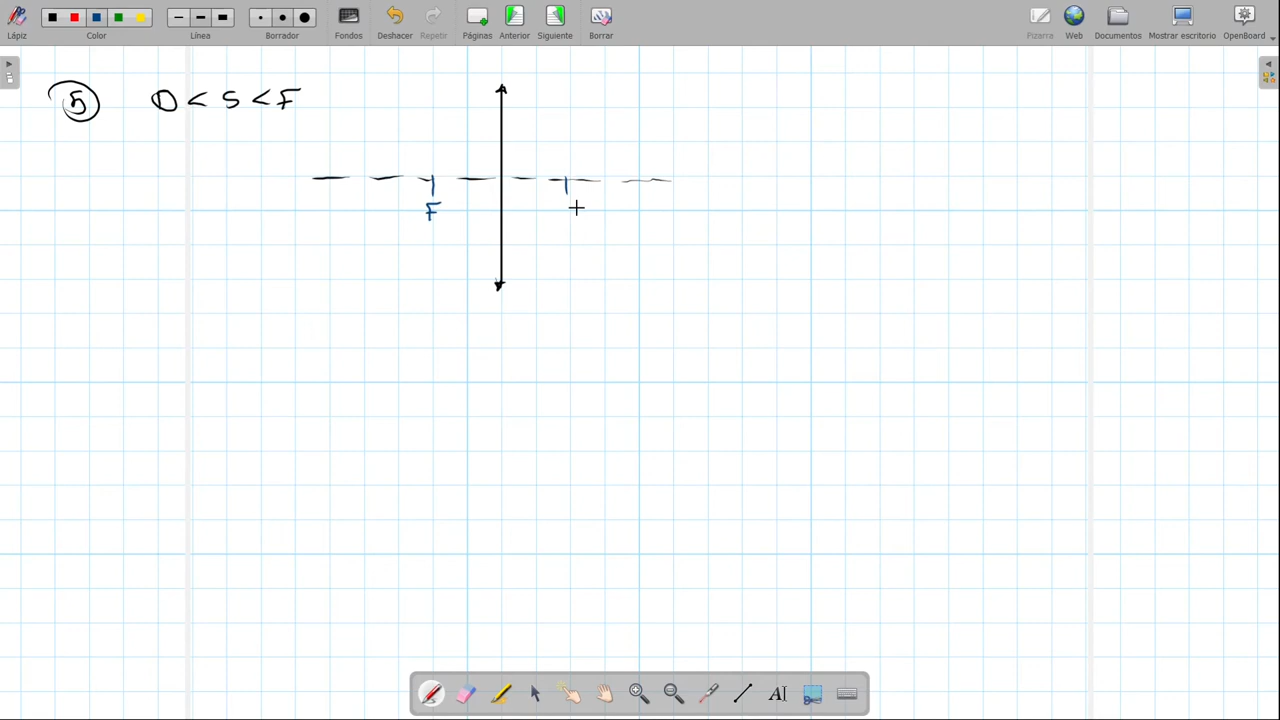 Lápiz Color Línea Borrador Fondos Deshacer Repetir Páginas Anterior Siguiente Borrar Pizarra Web Documentos Mostrar escritorio OpenBoard
5 0 < S < F
F
AI